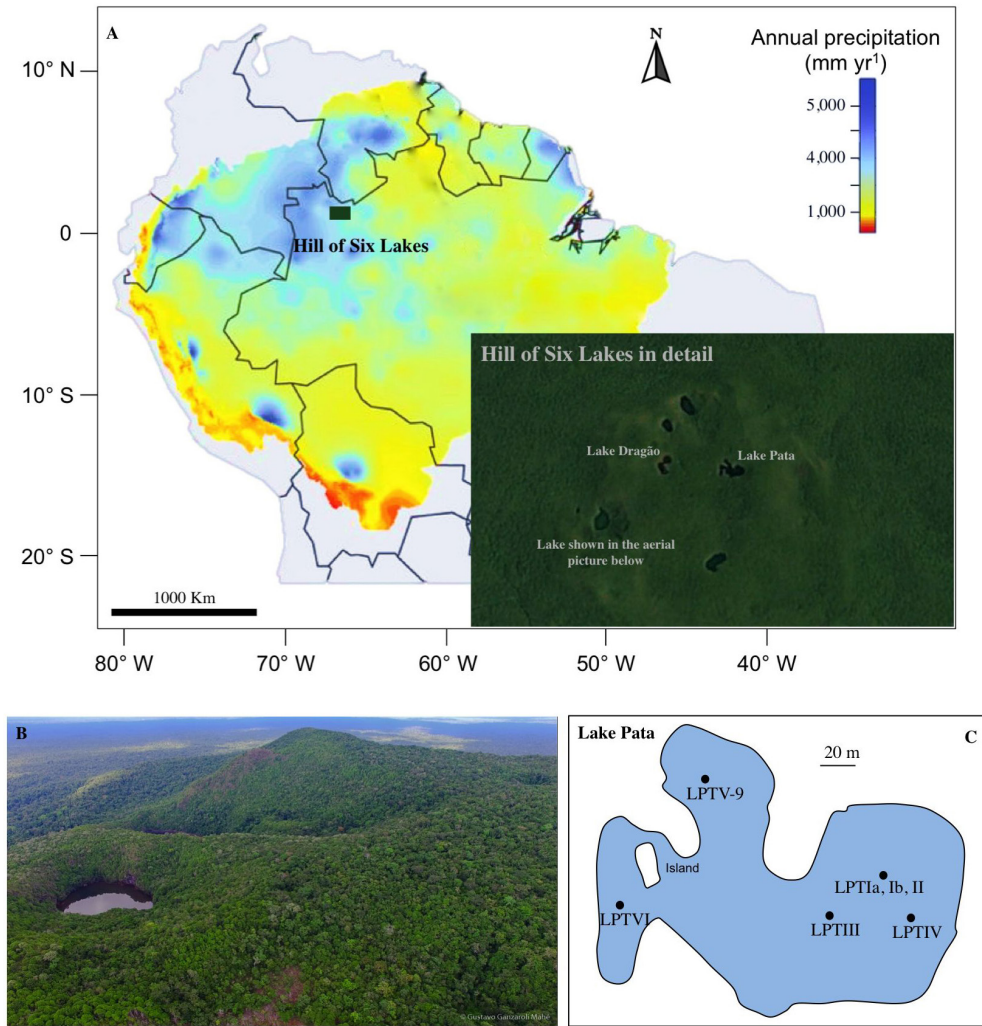 A
N
Annual precipitation
(mm yr¹)
5,000
4,000
1,000
10° N
0
10° S
20° S
Hill of Six Lakes
Hill of Six Lakes in detail
Lake Dragão
Lake Pata
Lake shown in the aerial
picture below
1000 Km
80° W
70° W
60° W
50° W
40° W
B
© Gustavo Ganzaroli Mahé
Lake Pata
C
20 m
LPTV-9
Island
LPTIa, Ib, II
LPTVI
LPTIII
LPTIV